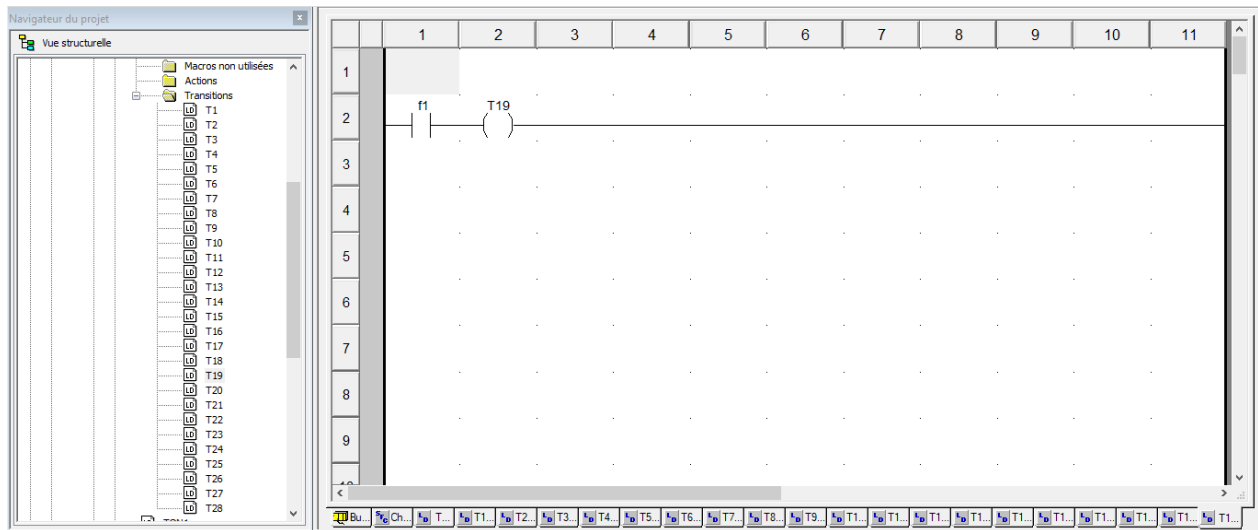 Navigateur du projet
Vue structurelle
Macros non utilisées
Actions
Transitions
T1
T2
T3
T4
T5
T6
T7
T8
T9
T10
T11
T12
T13
T14
T15
T16
T17
T18
T19
T20
T21
T22
T23
T24
T25
T26
T27
T28
1 2 3 4 5 6 7 8 9 10 11
1
f1 T19
2
3
4
5
6
7
8
9
Bu... Ch... T... T1... T2... T3... T4... T5... T6... T7... T8... T9... T1... T1... T1... T1... T1... T1... T1... T1... T1... T1...